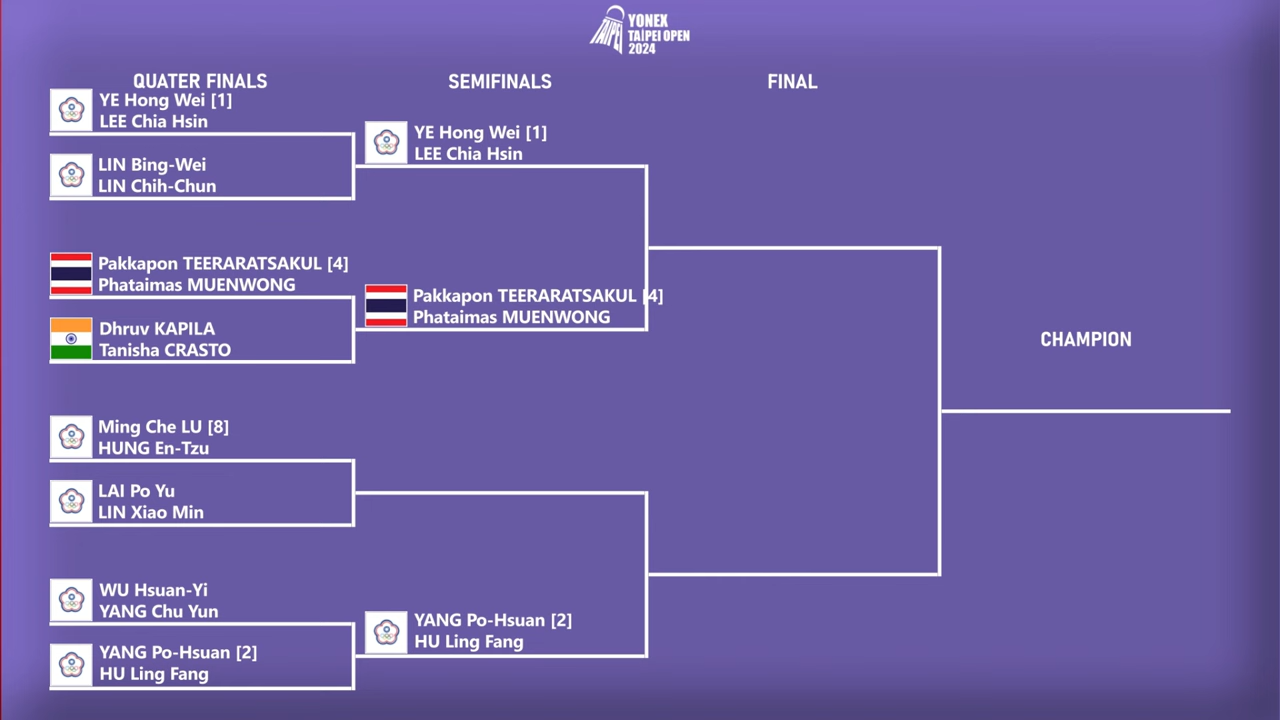 TAIPEI
YONEX
TAIPEI OPEN
2024
QUATER FINALS
SEMIFINALS
FINAL
YE Hong Wei [1]
LEE Chia Hsin
LIN Bing-Wei
LIN Chih-Chun
Pakkapon TEERARATSAKUL [4]
Phataimas MUENWONG
Dhruv KAPILA
Tanisha CRASTO
Ming Che LU [8]
HUNG En-Tzu
LAI Po Yu
LIN Xiao Min
WU Hsuan-Yi
YANG Chu Yun
YANG Po-Hsuan [2]
HU Ling Fang
YE Hong Wei [1]
LEE Chia Hsin
Pakkapon TEERARATSAKUL [4]
Phataimas MUENWONG
YANG Po-Hsuan [2]
HU Ling Fang
CHAMPION